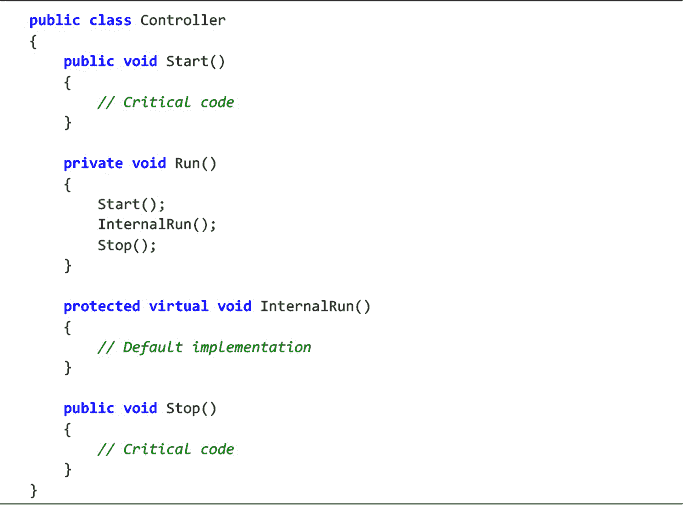 public class Controller
{
    public void Start()
    {
        // Critical code
    }
    private void Run()
    {
        Start();
        InternalRun();
        Stop();
    }
    protected virtual void InternalRun()
    {
        // Default implementation
    }
    public void Stop()
    {
        // Critical code
    }
}